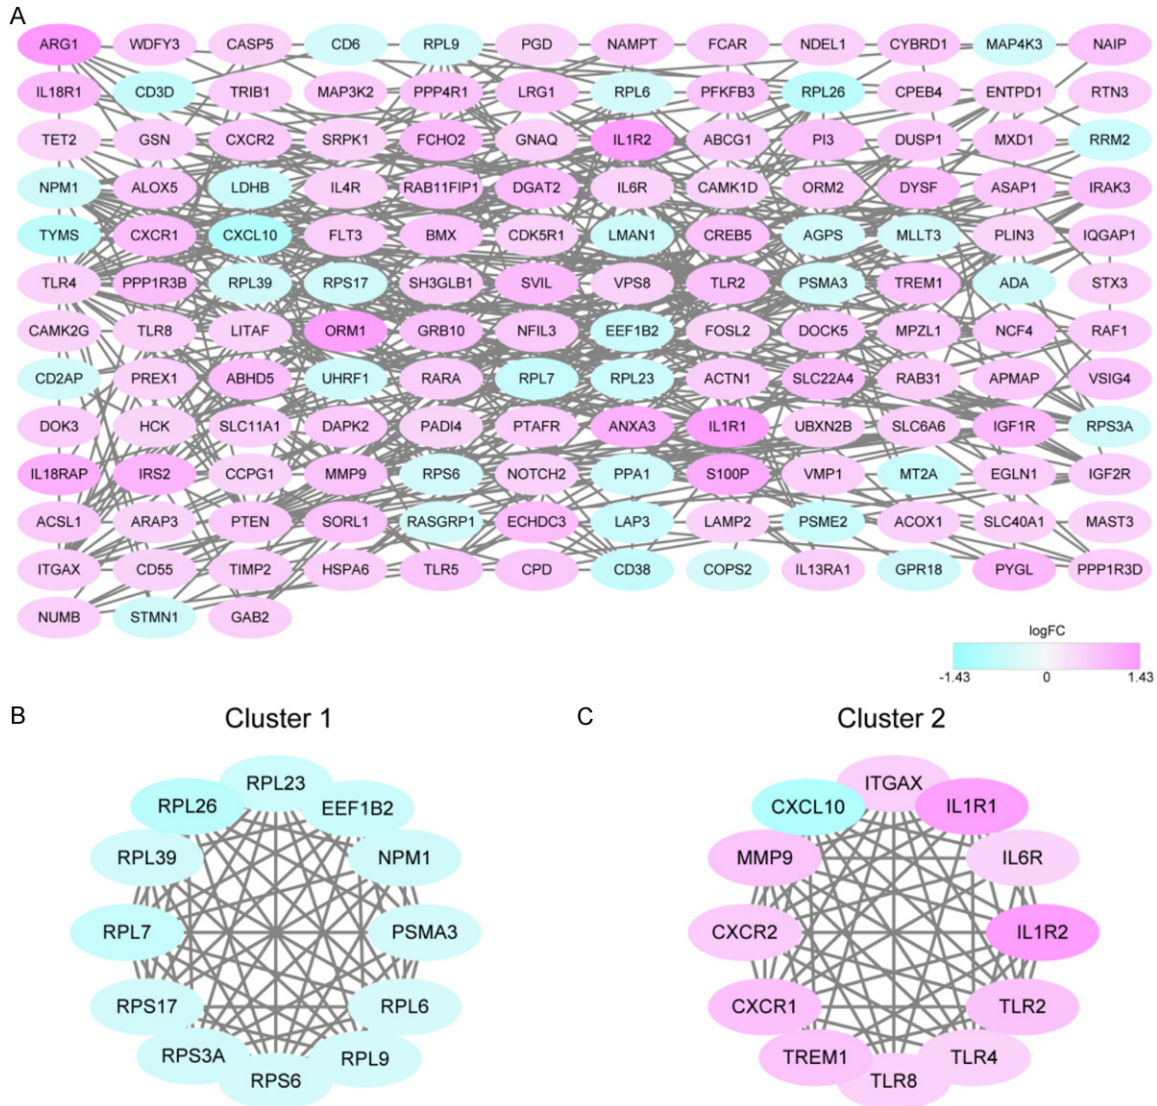 A
ARG1 WDFY3 CASP5 CD6 RPL9 PGD NAMPT FCAR NDEL1 CYBRD1 MAP4K3 NAIP
IL18R1 CD3D TRIB1 MAP3K2 PPP4R1 LRG1 RPL6 PFKFB3 RPL26 CPEB4 ENTPD1 RTN3
TET2 GSN CXCR2 SRPK1 FCHO2 GNAQ IL1R2 ABCG1 PI3 DUSP1 MXD1 RRM2
NPM1 ALOX5 LDHB IL4R RAB11FIP1 DGAT2 IL6R CAMK1D ORM2 DYSF ASAP1 IRAK3
TYMS CXCR1 CXCL10 FLT3 BMX CDK5R1 LMAN1 CREB5 AGPS MLLT3 PLIN3 IQGAP1
TLR4 PPP1R3B RPL39 RPS17 SH3GLB1 SVIL VPS8 TLR2 PSMA3 TREM1 ADA STX3
CAMK2G TLR8 LITAF ORM1 GRB10 NFIL3 EEF1B2 FOSL2 DOCK5 MPZL1 NCF4 RAF1
CD2AP PREX1 ABHD5 UHRF1 RARA RPL7 RPL23 ACTN1 SLC22A4 RAB31 APMAP VSIG4
DOK3 HCK SLC11A1 DAPK2 PADI4 PTAFR ANXA3 IL1R1 UBXN2B SLC6A6 IGF1R RPS3A
IL18RAP IRS2 CCPG1 MMP9 RPS6 NOTCH2 PPA1 S100P VMP1 MT2A EGLN1 IGF2R
ACSL1 ARAP3 PTEN SORL1 RASGRP1 ECHDC3 LAP3 LAMP2 PSME2 ACOX1 SLC40A1 MAST3
ITGAX CD55 TIMP2 HSPA6 TLR5 CPD CD38 COPS2 IL13RA1 GPR18 PYGL PPP1R3D
NUMB STMN1 GAB2
logFC
-1.43 0 1.43
B
Cluster 1
RPL23
RPL26 EEF1B2
RPL39 NPM1
RPL7 PSMA3
RPS17 RPL6
RPS3A RPL9
RPS6
C
Cluster 2
ITGAX
CXCL10 IL1R1
MMP9 IL6R
CXCR2 IL1R2
CXCR1 TLR2
TREM1 TLR4
TLR8